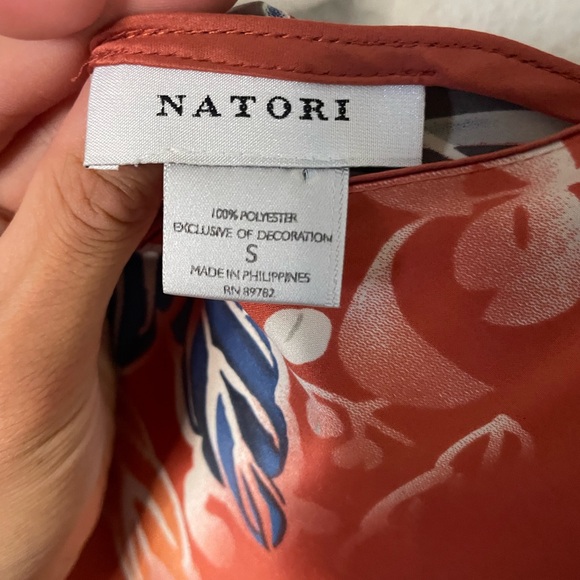 NATORI
100% POLYESTER
EXCLUSIVE OF DECORATION
S
MADE IN PHILIPPINES
RN 89782